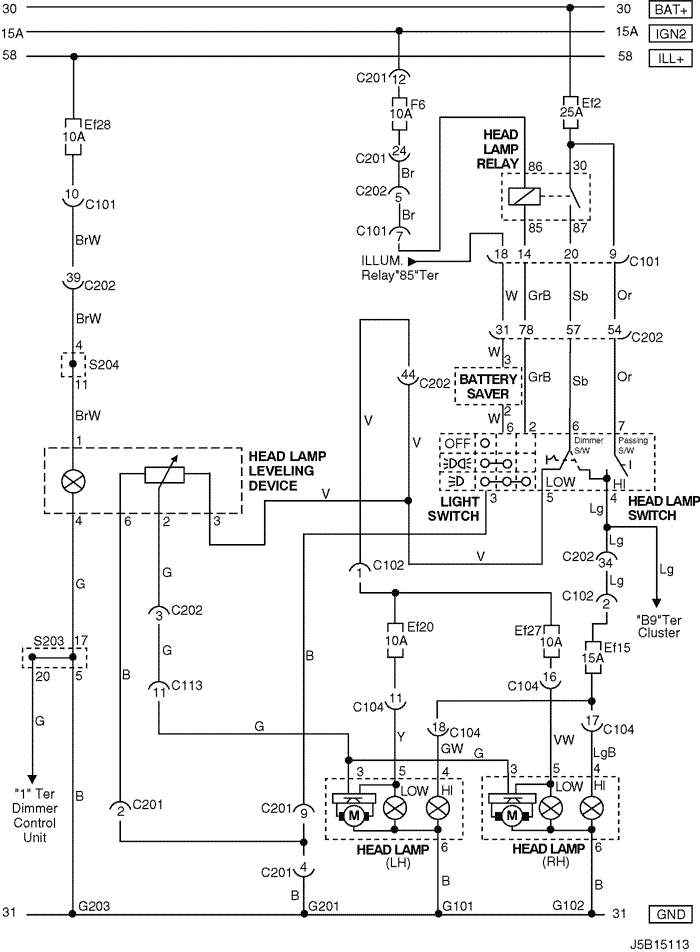 30 30 BAT+
15A 15A IGN2
58 58 ILL+
C201 12
Ef28
10A
F6
10A
Ef2
25A
HEAD
LAMP
RELAY
24
C201
Br
86 30
10
C101
C202
5
Br
BrW
C101
7
85 87
ILLUM.
Relay"85"Ter
18 14 20 9
C101
39
C202
W GrB Sb Or
BrW
31 78 57 54
C202
4
S204
11
W
3
44
C202
BATTERY
SAVER
GrB Sb Or
BrW
V V
W
2
6 2 6 7
1
OFF
Dimmer
S/W
Passing
S/W
HEAD LAMP
LEVELING
DEVICE
LOW HI
LIGHT
SWITCH
HEAD LAMP
SWITCH
V
3 5 4
4 6 2 3
Lg
Lg
V
C202
34
C102
1
G G
Lg Lg
C102
2
3
C202
"B9"Ter
Cluster
Ef20
10A
Ef27
10A
Ef15
15A
S203 17
20 5
G
B
B
C113
11
16
C104
11
C104
G
G
18
C104
17
C104
Y GW VW LgB
G
3 5 4
3 5 4
"1" Ter
Dimmer
Control
Unit
B
LOW HI
LOW HI
C201
2
C201
9
M M
HEAD LAMP
(LH)
6
HEAD LAMP
(RH)
6
C201
4
B B B
31 G203 G201 G101 G102 31 GND
J5B15113